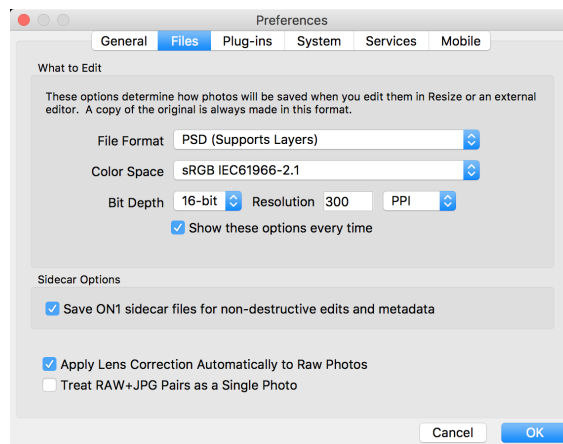 Preferences
General Files Plug-ins System Services Mobile
What to Edit
These options determine how photos will be saved when you edit them in Resize or an external
editor. A copy of the original is always made in this format.
File Format PSD (Supports Layers)
Color Space sRGB IEC61966-2.1
Bit Depth 16-bit Resolution 300 PPI
Show these options every time
Sidecar Options
Save ON1 sidecar files for non-destructive edits and metadata
Apply Lens Correction Automatically to Raw Photos
Treat RAW+JPG Pairs as a Single Photo
Cancel OK